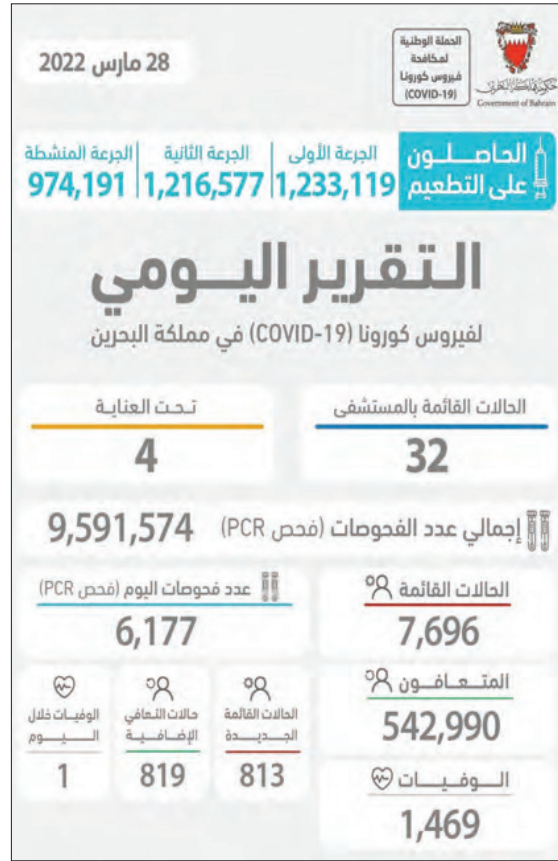 الحملة الوطنية
لمكافحة
فيروس كورونا
(COVID-19)
حكومة مملكة البحرين
Government of Bahrain
28 مارس 2022
الحاصلون
على التطعيم
الجرعة الأولى
1,233,119
الجرعة الثانية
1,216,577
الجرعة المنشطة
974,191
التقرير اليومي
لفيروس كورونا (COVID-19) في مملكة البحرين
الحالات القائمة بالمستشفى
32
تحت العناية
4
إجمالي عدد الفحوصات (فحص PCR) 9,591,574
الحالات القائمة
7,696
عدد فحوصات اليوم (فحص PCR)
6,177
المتعافون
542,990
الحالات القائمة
الجديدة
813
حالات التعافي
الإضافية
819
الوفيات خلال
اليوم
1
الوفيات
1,469